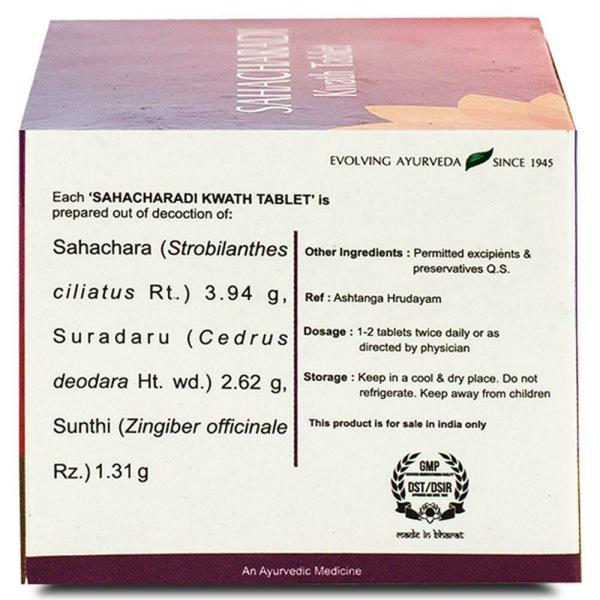 SAHACHARADI
Kwath Tablet
EVOLVING AYURVEDA SINCE 1945
Each ‘SAHACHARADI KWATH TABLET’ is
prepared out of decoction of:
Sahachara (Strobilanthes
ciliatus Rt.) 3.94 g,
Suradaru (Cedrus
deodara Ht. wd.) 2.62 g,
Sunthi (Zingiber officinale
Rz.) 1.31 g
Other Ingredients : Permitted excipients &
preservatives Q.S.
Ref : Ashtanga Hrudayam
Dosage : 1-2 tablets twice daily or as
directed by physician
Storage : Keep in a cool & dry place. Do not
refrigerate. Keep away from children
This product is for sale in india only
GMP
DST/DSIR
made in bharat
An Ayurvedic Medicine